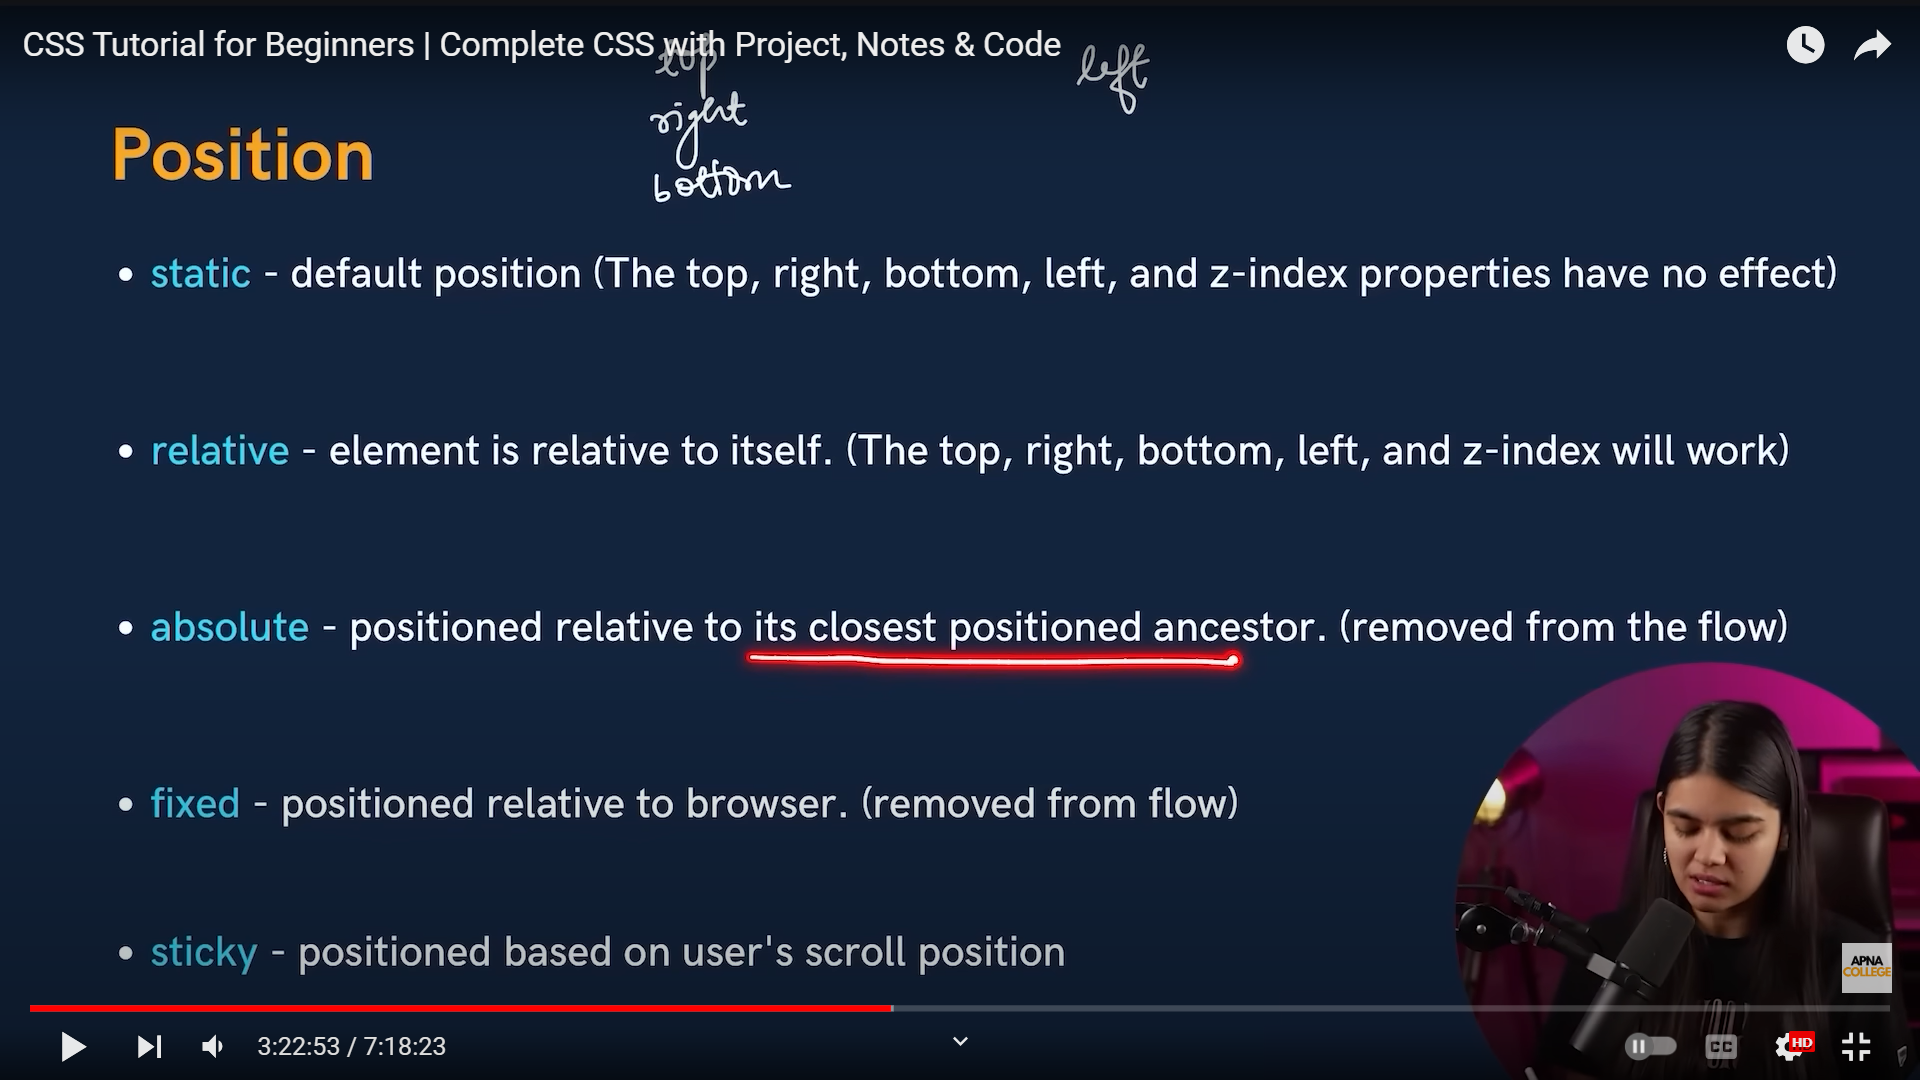 CSS Tutorial for Beginners | Complete CSS with Project, Notes & Code
top
left
right
bottom
Position
• static - default position (The top, right, bottom, left, and z-index properties have no effect)
• relative - element is relative to itself. (The top, right, bottom, left, and z-index will work)
• absolute - positioned relative to its closest positioned ancestor. (removed from the flow)
• fixed - positioned relative to browser. (removed from flow)
• sticky - positioned based on user's scroll position
APNA
COLLEGE
3:22:53 / 7:18:23
CC
HD